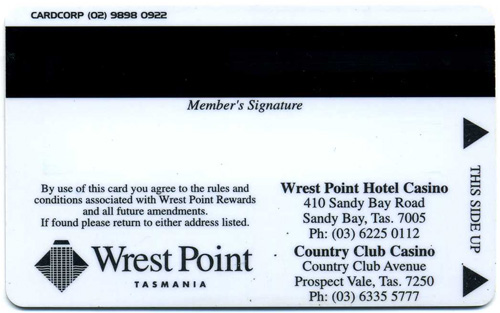 CARDCORP (02) 9898 0922
Member's Signature
By use of this card you agree to the rules and
conditions associated with Wrest Point Rewards
and all future amendments.
If found please return to either address listed.
Wrest Point
TASMANIA
Wrest Point Hotel Casino
410 Sandy Bay Road
Sandy Bay, Tas. 7005
Ph: (03) 6225 0112
Country Club Casino
Country Club Avenue
Prospect Vale, Tas. 7250
Ph: (03) 6335 5777
THIS SIDE UP